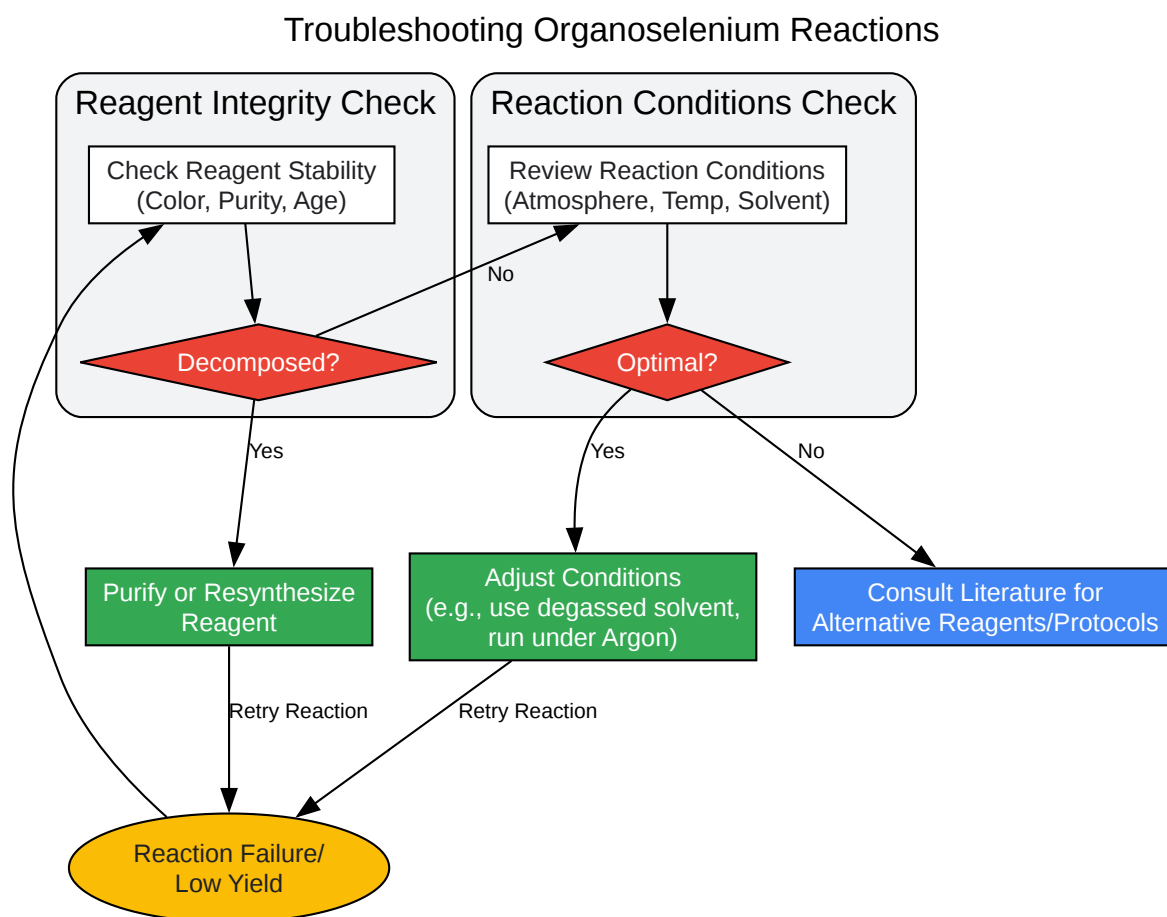 Troubleshooting Organoselenium Reactions
Reagent Integrity Check
Check Reagent Stability
(Color, Purity, Age)
Decomposed?
Reaction Conditions Check
Review Reaction Conditions
(Atmosphere, Temp, Solvent)
Optimal?
No
Yes
Yes
No
Purify or Resynthesize
Reagent
Adjust Conditions
(e.g., use degassed solvent,
run under Argon)
Consult Literature for
Alternative Reagents/Protocols
Retry Reaction
Retry Reaction
Reaction Failure/
Low Yield